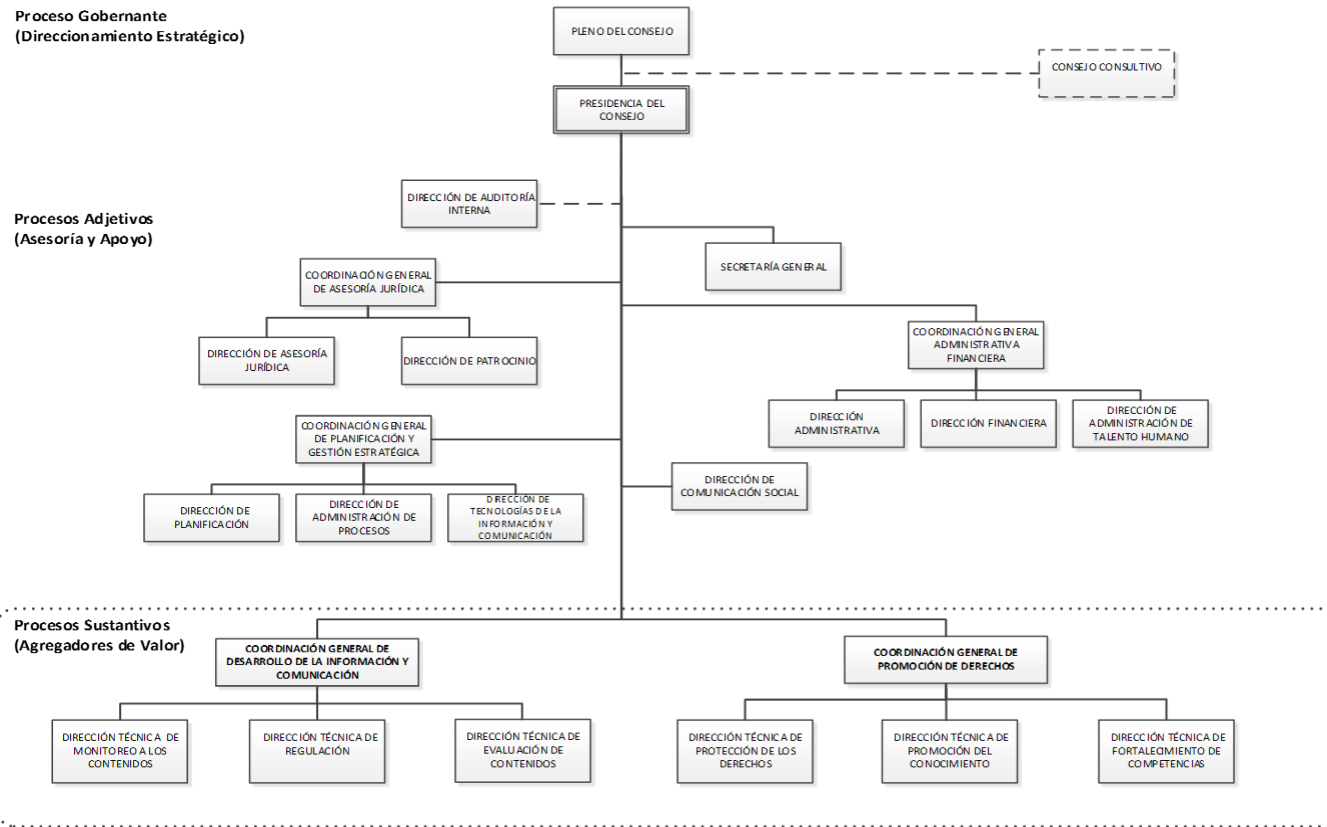 Proceso Gobernante
(Direccionamiento Estratégico)
PLENO DEL CONSEJO
CONSEJO CONSULTIVO
PRESIDENCIA DEL
CONSEJO
DIRECCIÓN DE AUDITORÍA
INTERNA
Procesos Adjetivos
(Asesoría y Apoyo)
SECRETARÍA GENERAL
COORDINACIÓN GENERAL
DE ASESORÍA JURÍDICA
COORDINACIÓN GENERAL
ADMINISTRATIVA
FINANCIERA
DIRECCIÓN DE ASESORÍA
JURÍDICA
DIRECCIÓN DE PATROCINIO
DIRECCIÓN
ADMINISTRATIVA
DIRECCIÓN FINANCIERA
DIRECCIÓN DE
ADMINISTRACIÓN DE
TALENTO HUMANO
COORDINACIÓN GENERAL
DE PLANIFICACIÓN Y
GESTIÓN ESTRATÉGICA
DIRECCIÓN DE
COMUNICACIÓN SOCIAL
DIRECCIÓN DE
PLANIFICACIÓN
DIRECCIÓN DE
ADMINISTRACIÓN DE
PROCESOS
DIRECCIÓN DE
TECNOLOGÍAS DE LA
INFORMACIÓN Y
COMUNICACIÓN
Procesos Sustantivos
(Agregadores de Valor)
COORDINACIÓN GENERAL DE
DESARROLLO DE LA INFORMACIÓN Y
COMUNICACIÓN
COORDINACIÓN GENERAL DE
PROMOCIÓN DE DERECHOS
DIRECCIÓN TÉCNICA DE
MONITOREO A LOS
CONTENIDOS
DIRECCIÓN TÉCNICA DE
REGULACIÓN
DIRECCIÓN TÉCNICA DE
EVALUACIÓN DE
CONTENIDOS
DIRECCIÓN TÉCNICA DE
PROTECCIÓN DE LOS
DERECHOS
DIRECCIÓN TÉCNICA DE
PROMOCIÓN DEL
CONOCIMIENTO
DIRECCIÓN TÉCNICA DE
FORTALECIMIENTO DE
COMPETENCIAS